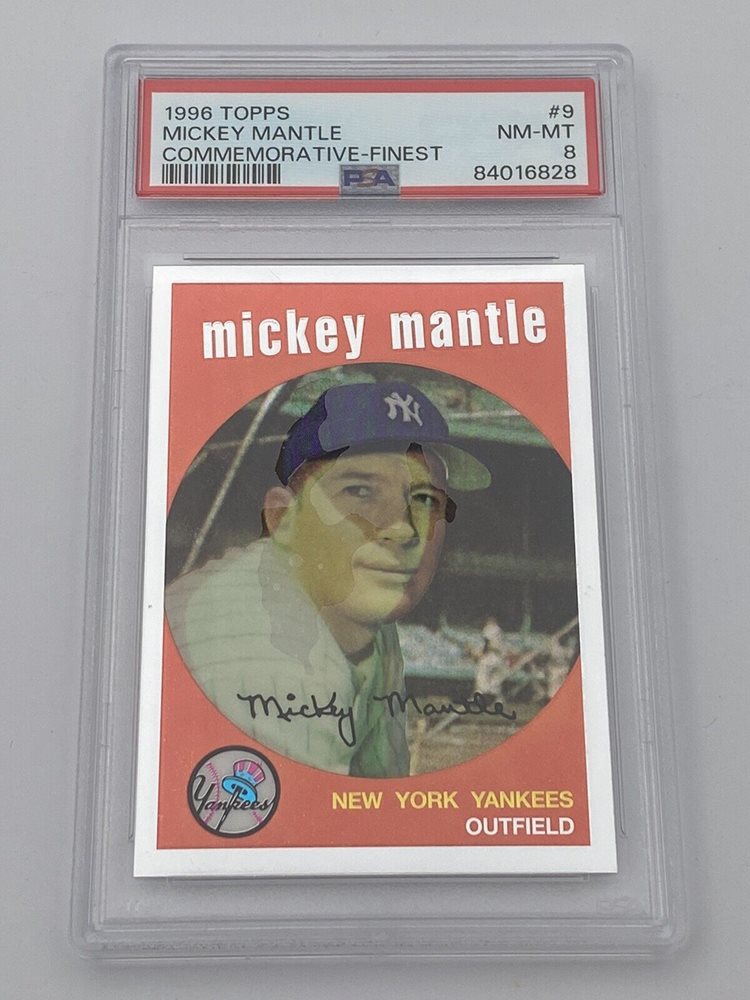 1996 TOPPS #9
MICKEY MANTLE NM-MT
COMMEMORATIVE-FINEST 8
PSA 84016828
mickey mantle
NY
Mickey Mantle
Yankees
NEW YORK YANKEES
OUTFIELD